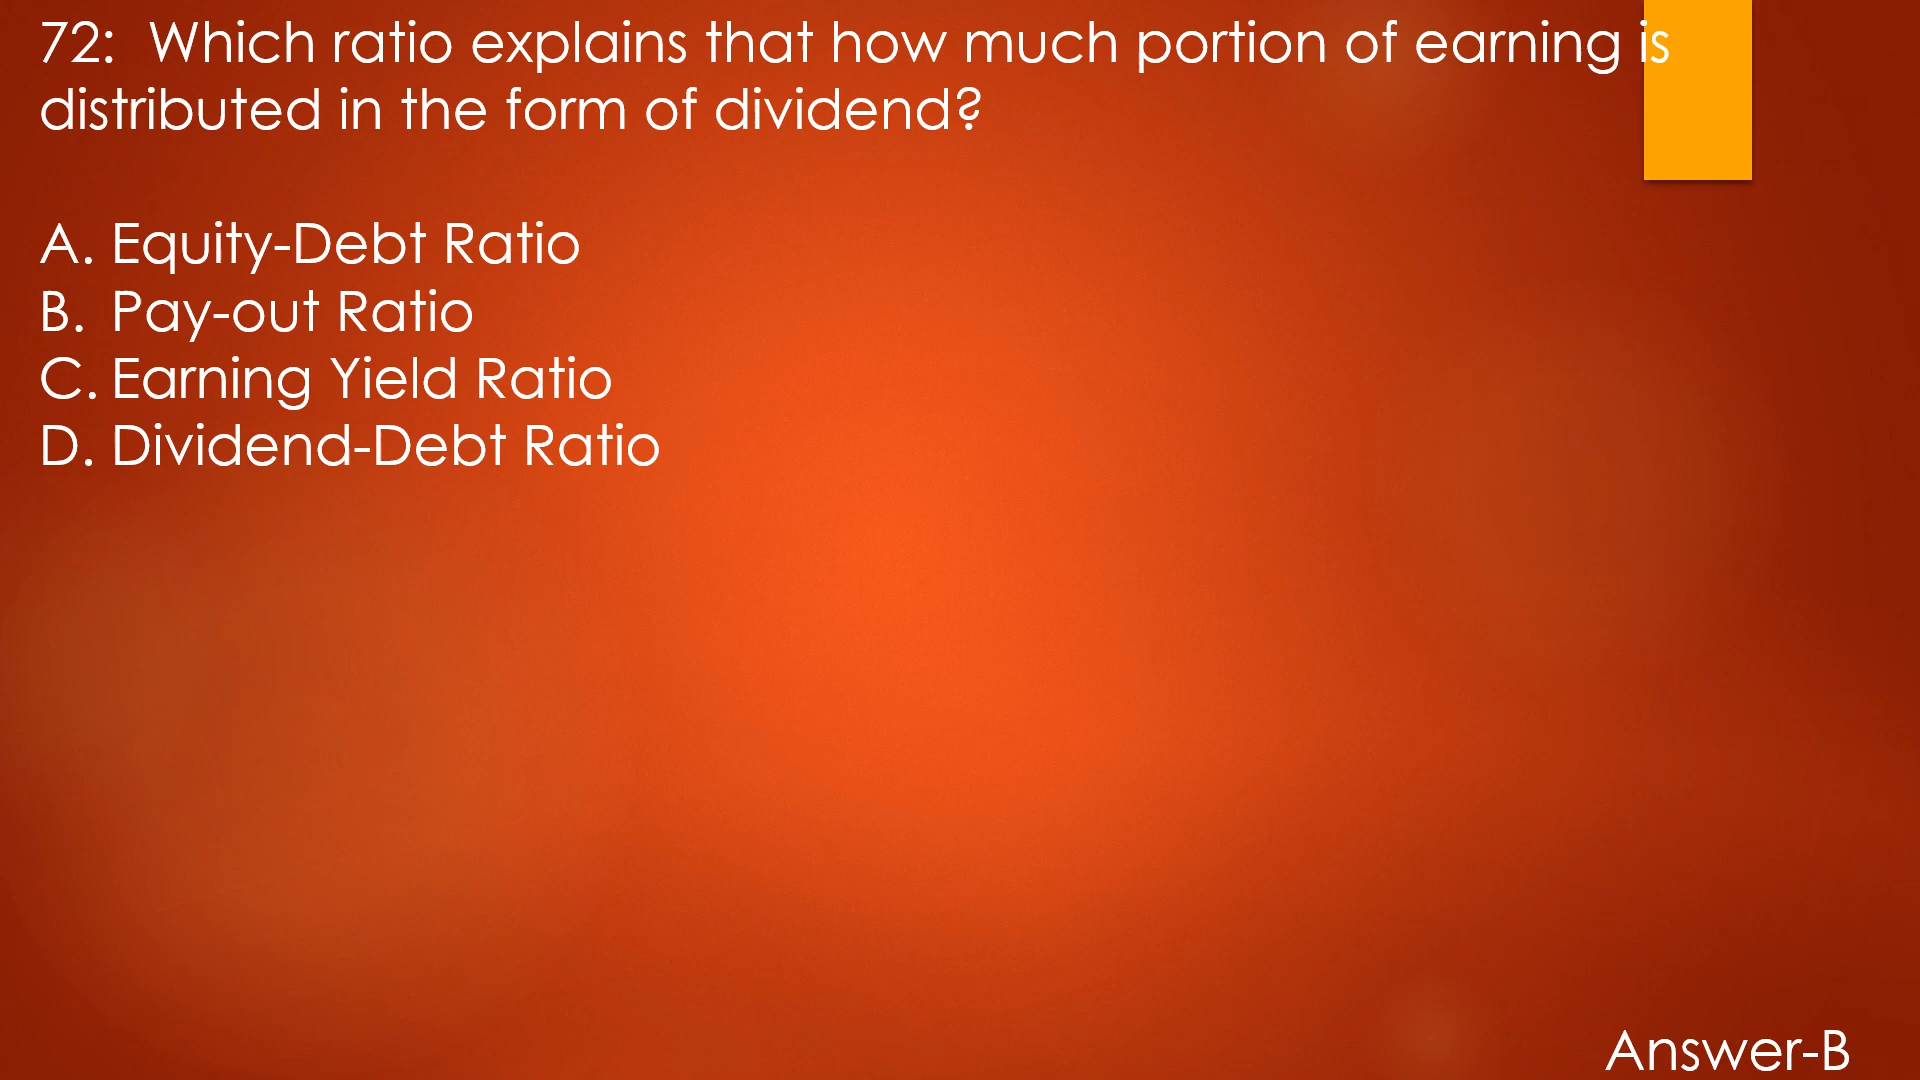 72:  Which ratio explains that how much portion of earning is
distributed in the form of dividend?
A. Equity-Debt Ratio
B. Pay-out Ratio
C. Earning Yield Ratio
D. Dividend-Debt Ratio
Answer-B